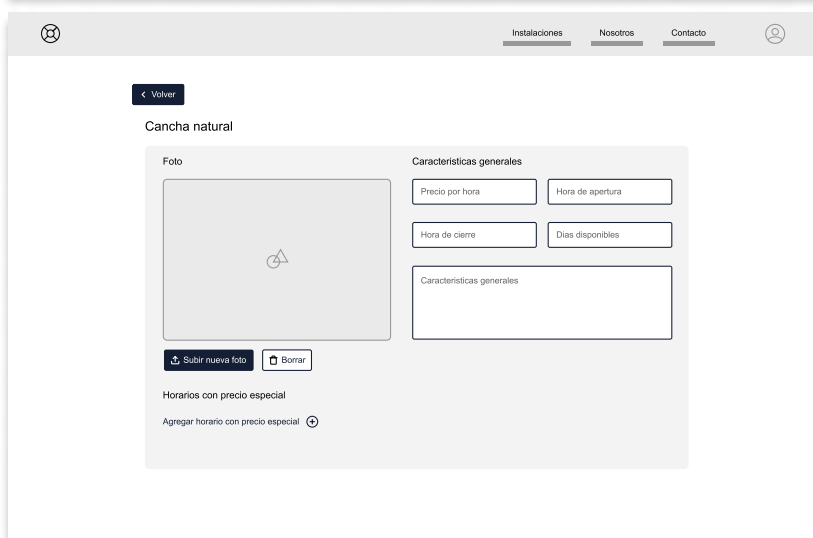 Instalaciones
Nosotros
Contacto
Volver
Cancha natural
Foto
Caracteristicas generales
Precio por hora
Hora de apertura
Hora de cierre
Dias disponibles
Caracteristicas generales
Subir nueva foto
Borrar
Horarios con precio especial
Agregar horario con precio especial